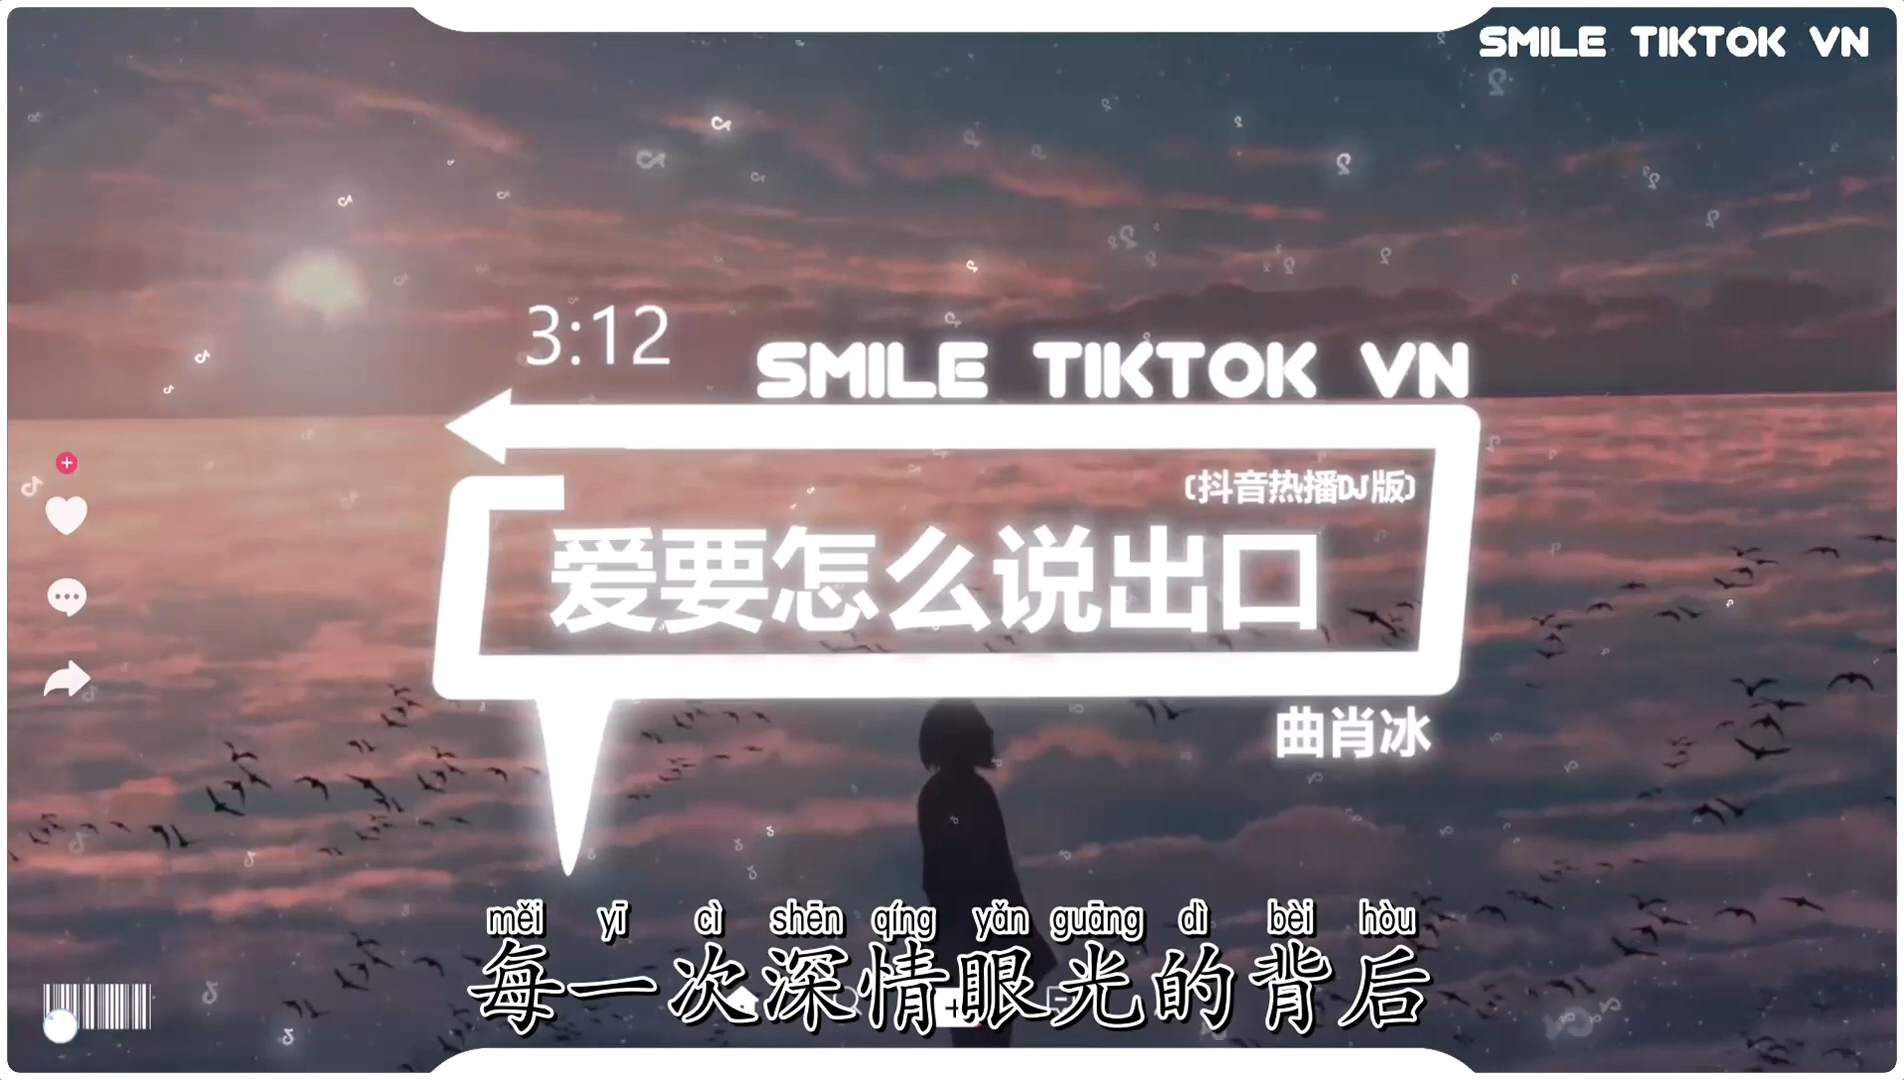 SMILE TIKTOK VN
3:12
SMILE TIKTOK VN
(抖音热播DJ版)
爱要怎么说出口
曲肖冰
měi yī cì shēn qíng yǎn guāng dì bèi hòu
每一次深情眼光的背后